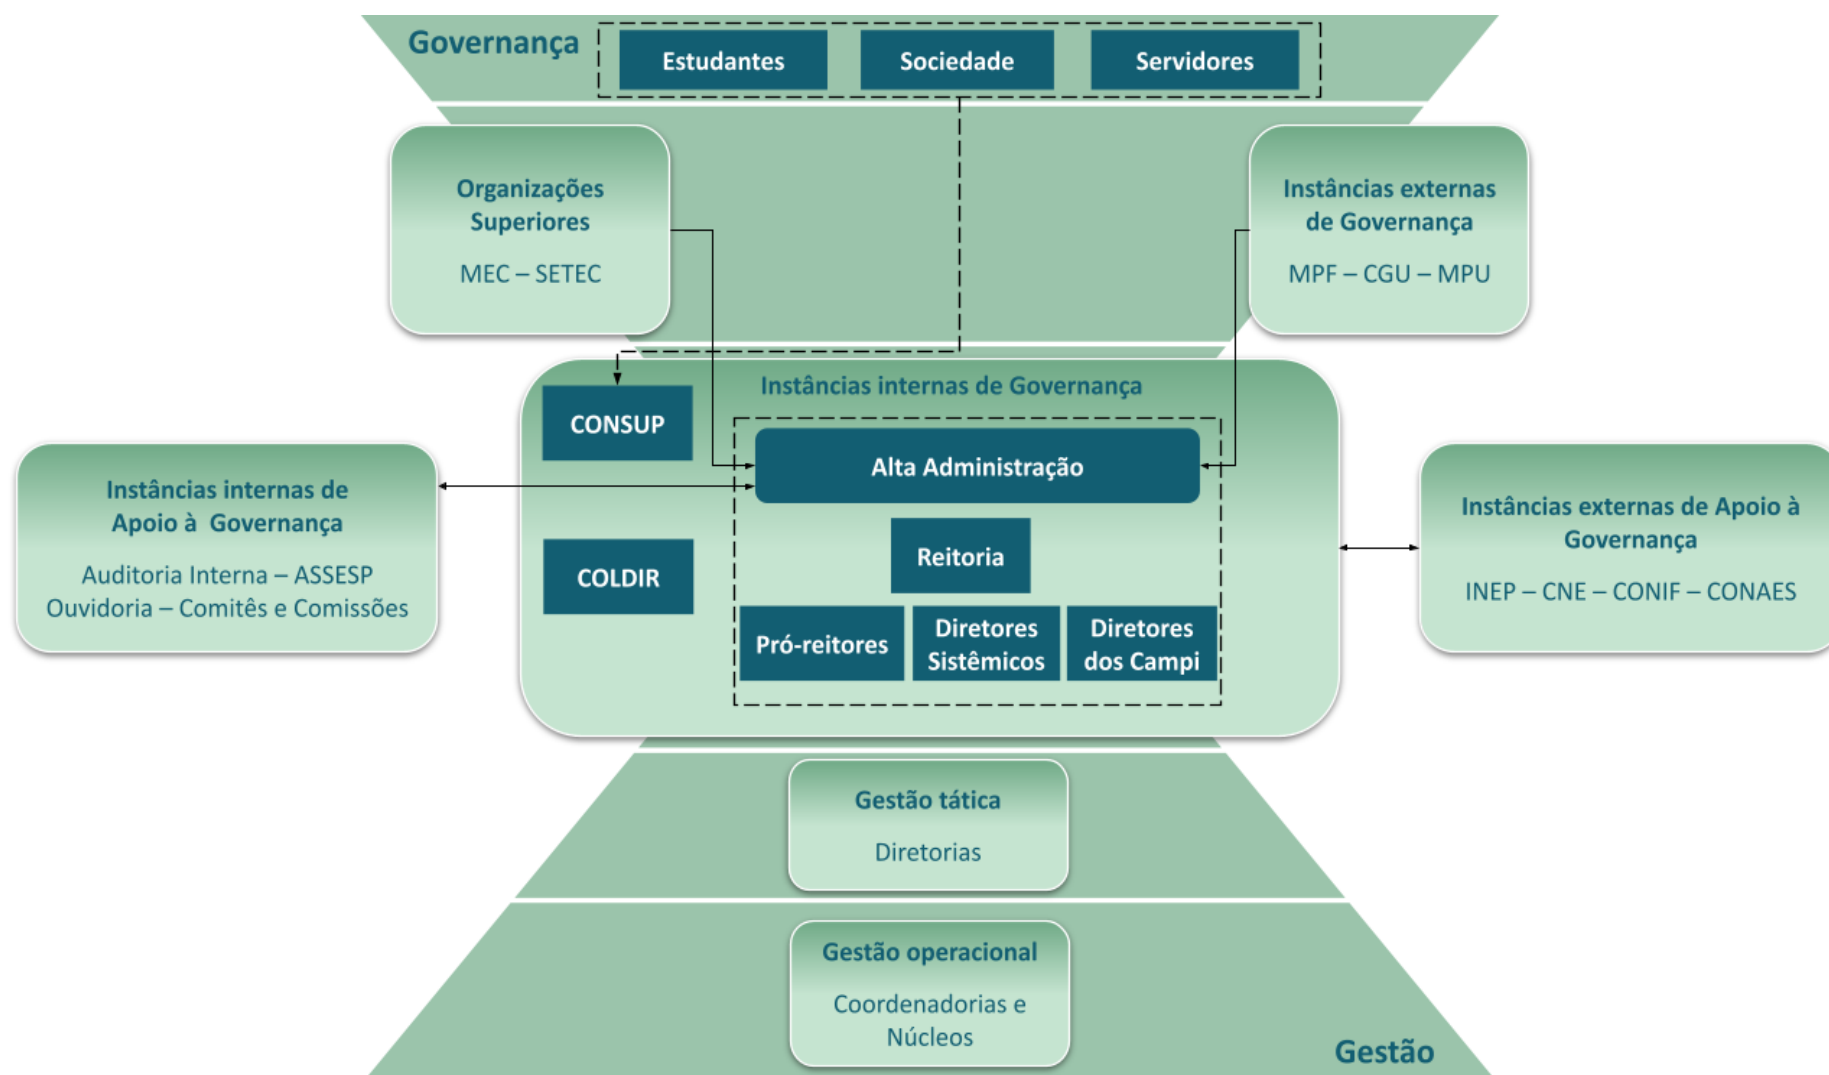 Governança
Estudantes
Sociedade
Servidores
Organizações
Superiores
MEC – SETEC
Instâncias externas
de Governança
MPF – CGU – MPU
Instâncias internas de Governança
CONSUP
Alta Administração
COLDIR
Reitoria
Pró-reitores
Diretores
Sistêmicos
Diretores
dos Campi
Instâncias internas de
Apoio à  Governança
Auditoria Interna – ASSESP
Ouvidoria – Comitês e Comissões
Instâncias externas de Apoio à
Governança
INEP – CNE – CONIF – CONAES
Gestão tática
Diretorias
Gestão operacional
Coordenadorias e
Núcleos
Gestão